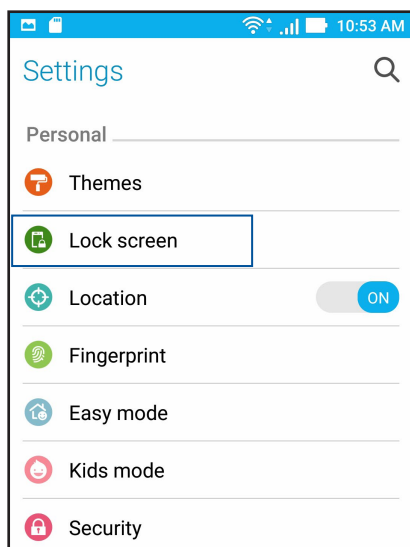 10:53 AM
Settings
Personal
Themes
Lock screen
Location ON
Fingerprint
Easy mode
Kids mode
Security